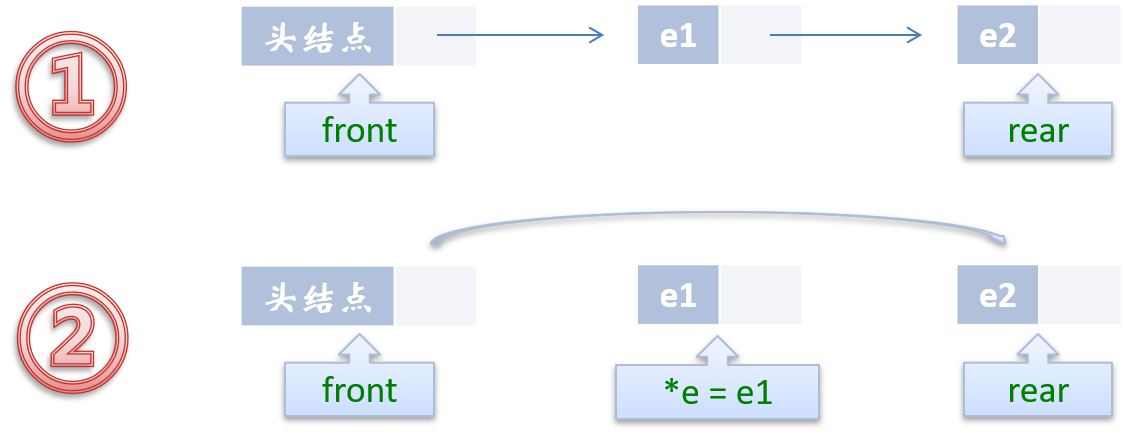 ① 头结点 e1 e2
front rear
② 头结点 e1 e2
front *e = e1 rear